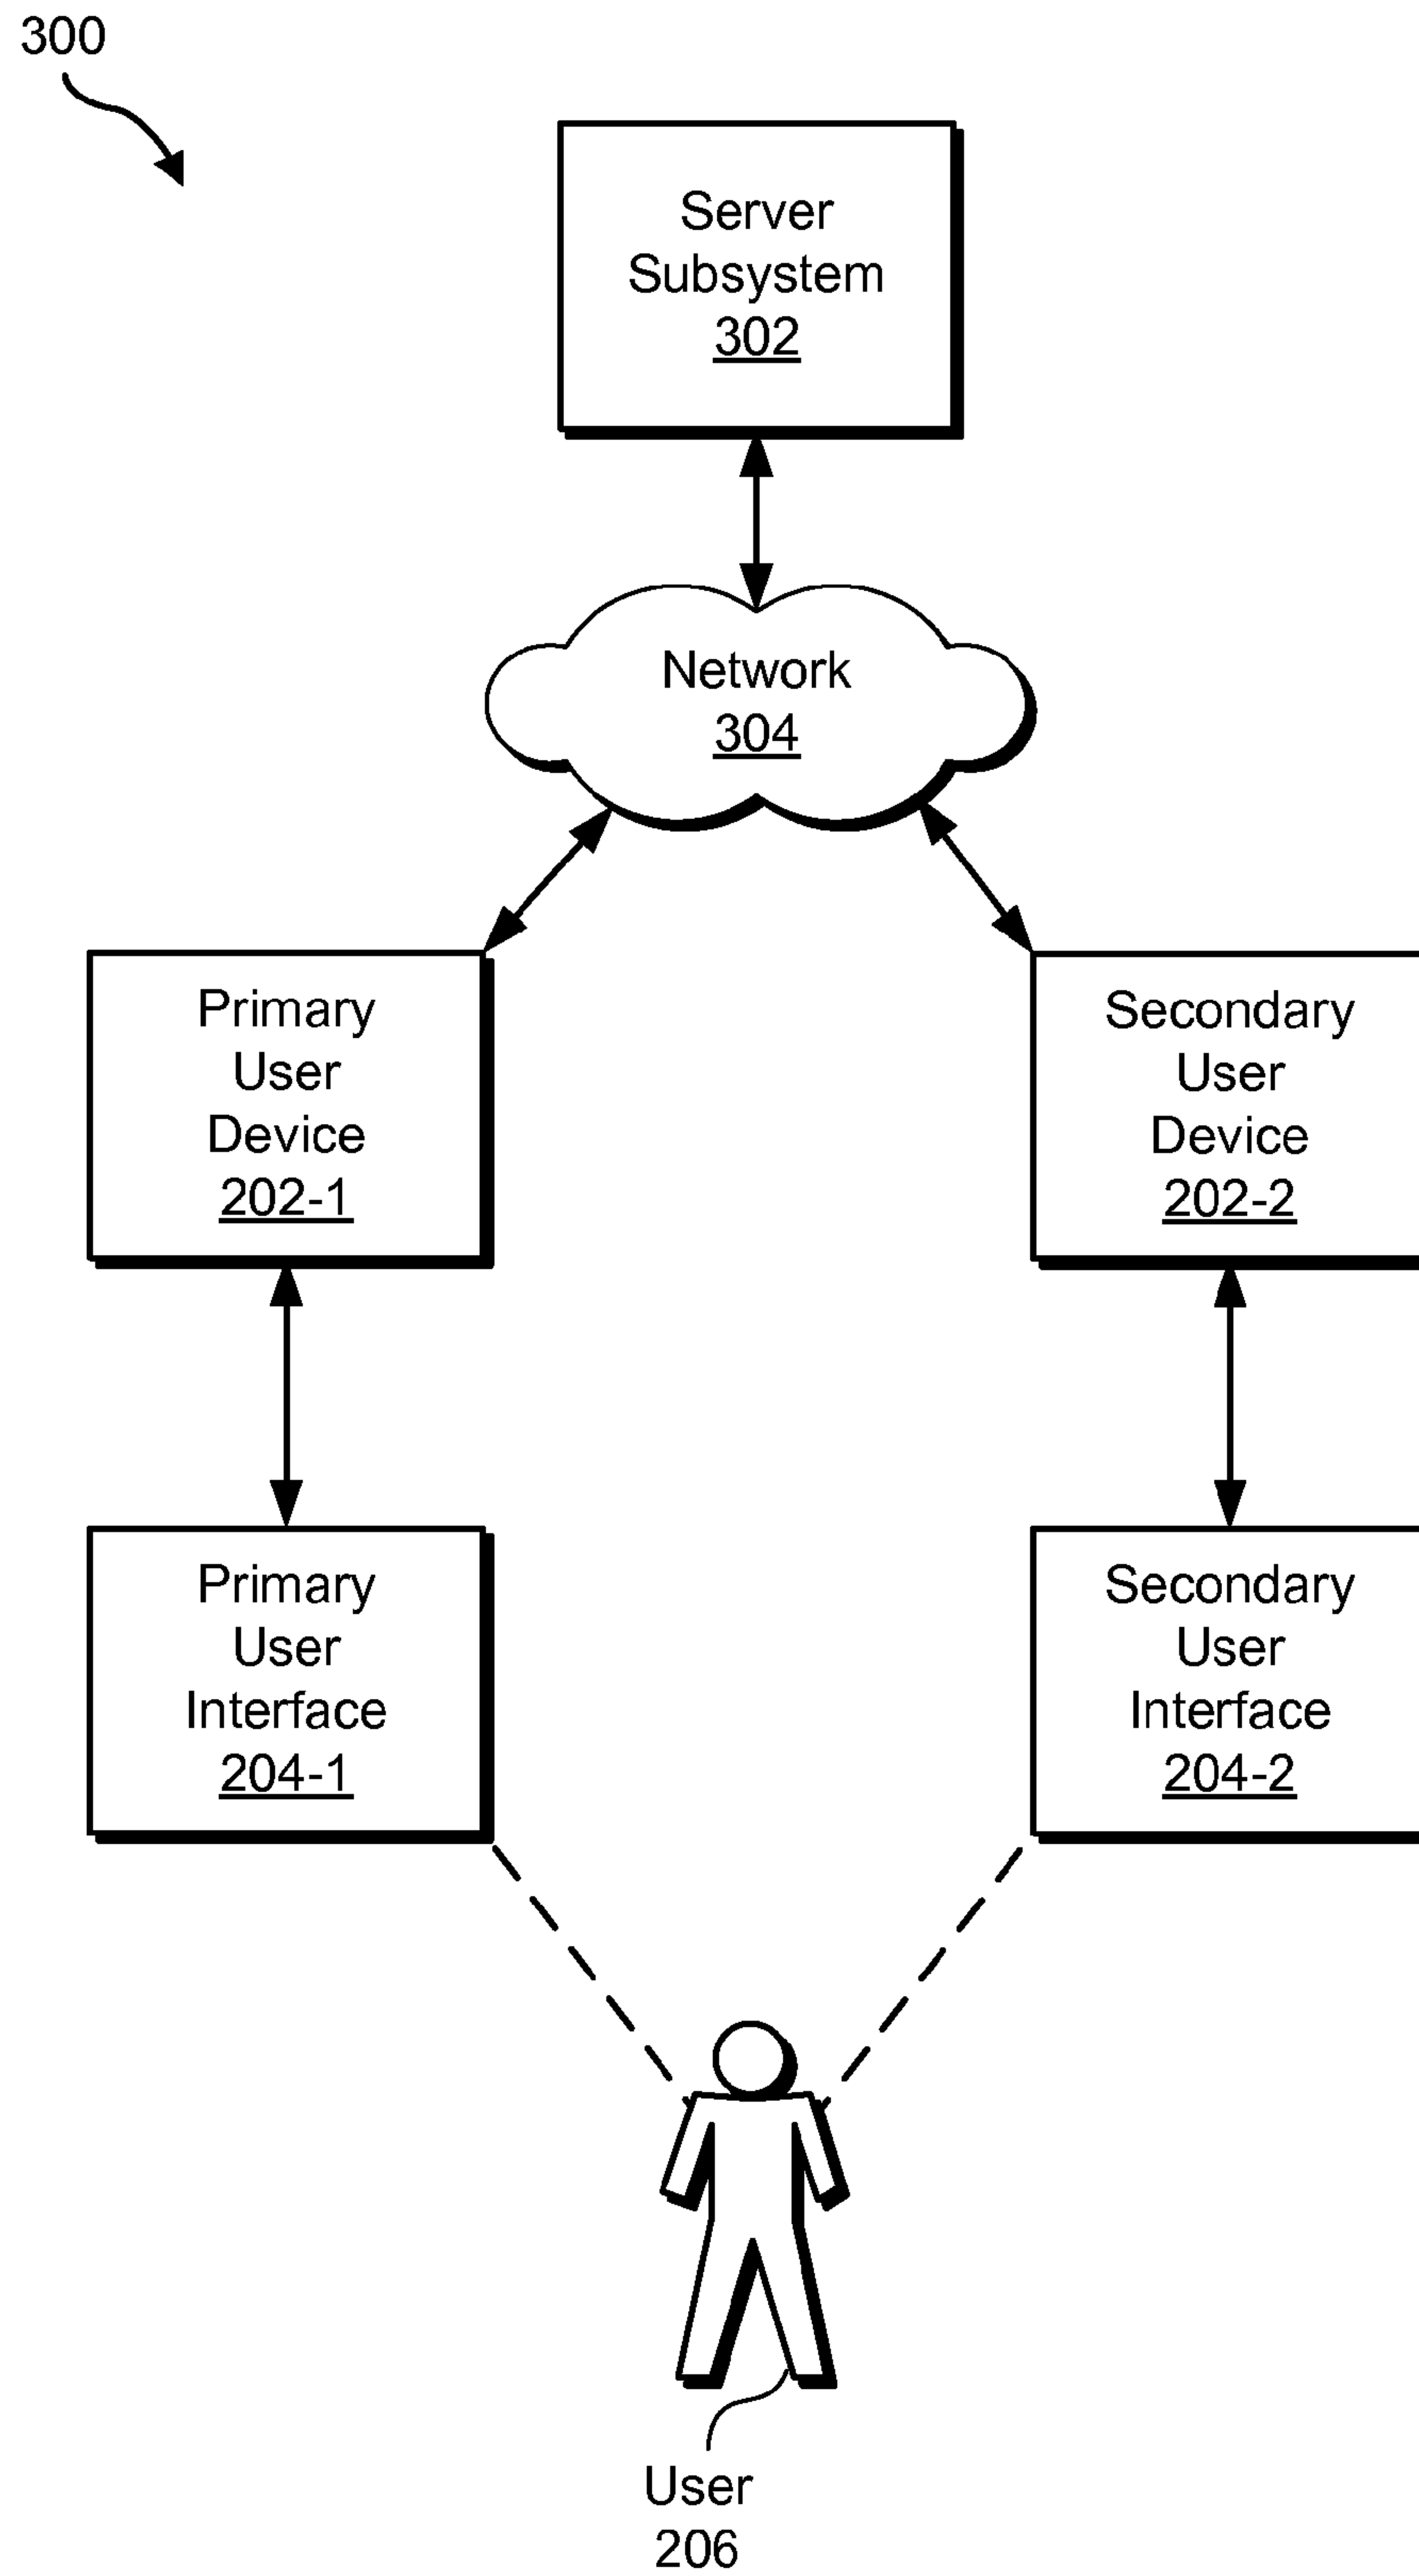 300
Server
Subsystem
302
Network
304
Primary
User
Device
202-1
Secondary
User
Device
202-2
Primary
User
Interface
204-1
Secondary
User
Interface
204-2
User
206